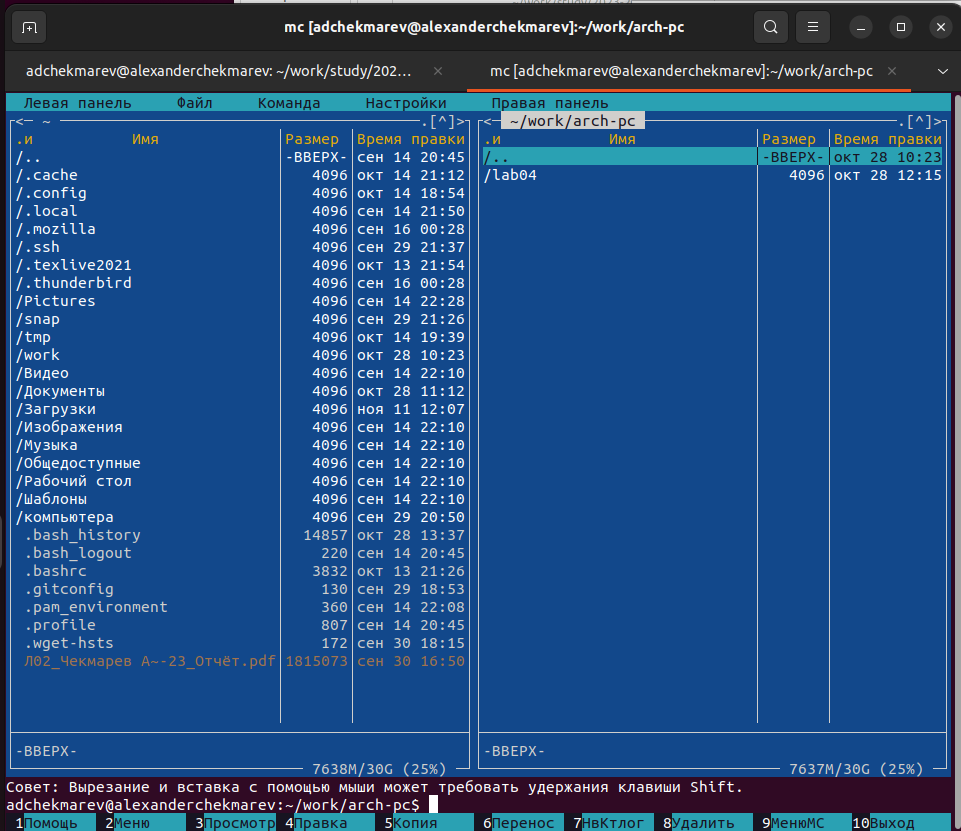 mc [adchekmarev@alexanderchekmarev]:~/work/arch-pc
adchekmarev@alexanderchekmarev: ~/work/study/202...
mc [adchekmarev@alexanderchekmarev]:~/work/arch-pc
Левая панель Файл Команда Настройки Правая панель
<— ~ .[^]> <— ~/work/arch-pc .[^]>
.и Имя Размер Время правки .и Имя Размер Время правки
/.. -ВВЕРХ- сен 14 20:45 /.. -ВВЕРХ- окт 28 10:23
/.cache 4096 окт 14 21:12 /lab04 4096 окт 28 12:15
/.config 4096 окт 14 18:54
/.local 4096 сен 14 21:50
/.mozilla 4096 сен 16 00:28
/.ssh 4096 сен 29 21:37
/.texlive2021 4096 окт 13 21:54
/.thunderbird 4096 сен 16 00:28
/Pictures 4096 сен 14 22:28
/snap 4096 сен 29 21:26
/tmp 4096 окт 14 19:39
/work 4096 окт 28 10:23
/Видео 4096 сен 14 22:10
/Документы 4096 окт 28 11:12
/Загрузки 4096 ноя 11 12:07
/Изображения 4096 сен 14 22:10
/Музыка 4096 сен 14 22:10
/Общедоступные 4096 сен 14 22:10
/Рабочий стол 4096 сен 14 22:10
/Шаблоны 4096 сен 14 22:10
/компьютера 4096 сен 29 20:50
.bash_history 14857 окт 28 13:37
.bash_logout 220 сен 14 20:45
.bashrc 3832 окт 13 21:26
.gitconfig 130 сен 29 18:53
.pam_environment 360 сен 14 22:08
.profile 807 сен 14 20:45
.wget-hsts 172 сен 30 18:15
Л02_Чекмарев А~-23_Отчёт.pdf 1815073 сен 30 16:50
-ВВЕРХ- -ВВЕРХ-
7638M/30G (25%) 7637M/30G (25%)
Совет: Вырезание и вставка с помощью мыши может требовать удержания клавиши Shift.
adchekmarev@alexanderchekmarev:~/work/arch-pc$
1Помощь 2Меню 3Просмотр 4Правка 5Копия 6Перенос 7НвКтлог 8Удалить 9МенюMC 10Выход